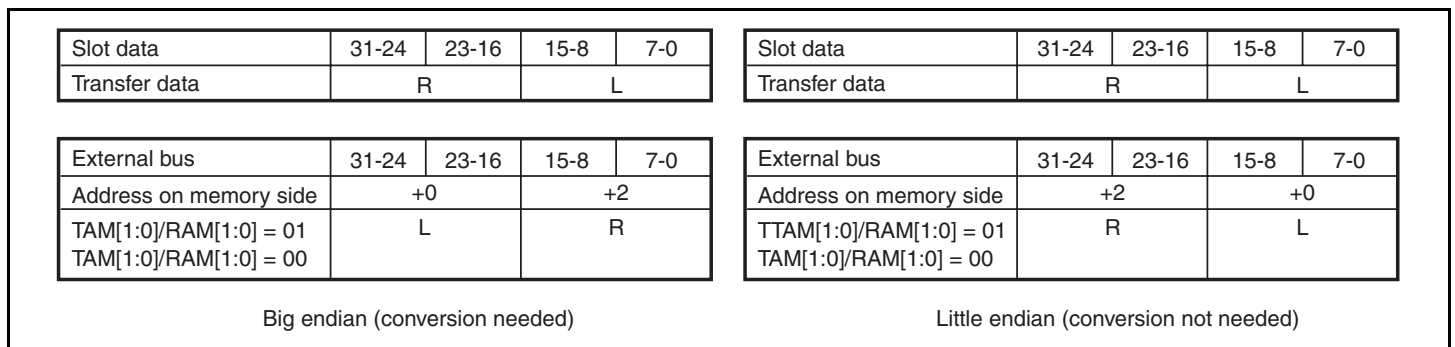 Slot data 31-24 23-16 15-8 7-0
Transfer data R L
External bus 31-24 23-16 15-8 7-0
Address on memory side +0 +2
TAM[1:0]/RAM[1:0] = 01 L R
TAM[1:0]/RAM[1:0] = 00
Big endian (conversion needed)
Slot data 31-24 23-16 15-8 7-0
Transfer data R L
External bus 31-24 23-16 15-8 7-0
Address on memory side +2 +0
TTAM[1:0]/RAM[1:0] = 01 R L
TAM[1:0]/RAM[1:0] = 00
Little endian (conversion not needed)